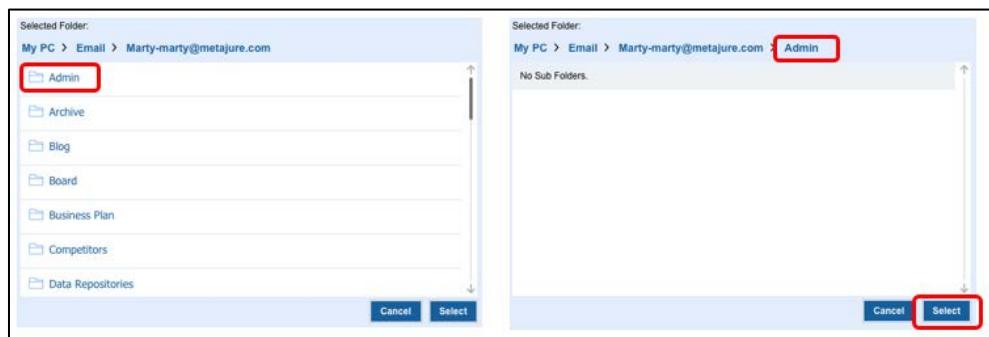 Selected Folder:
My PC > Email > Marty-marty@metajure.com
Admin
Archive
Blog
Board
Business Plan
Competitors
Data Repositories
Cancel Select
Selected Folder:
My PC > Email > Marty-marty@metajure.com > Admin
No Sub Folders.
Cancel Select